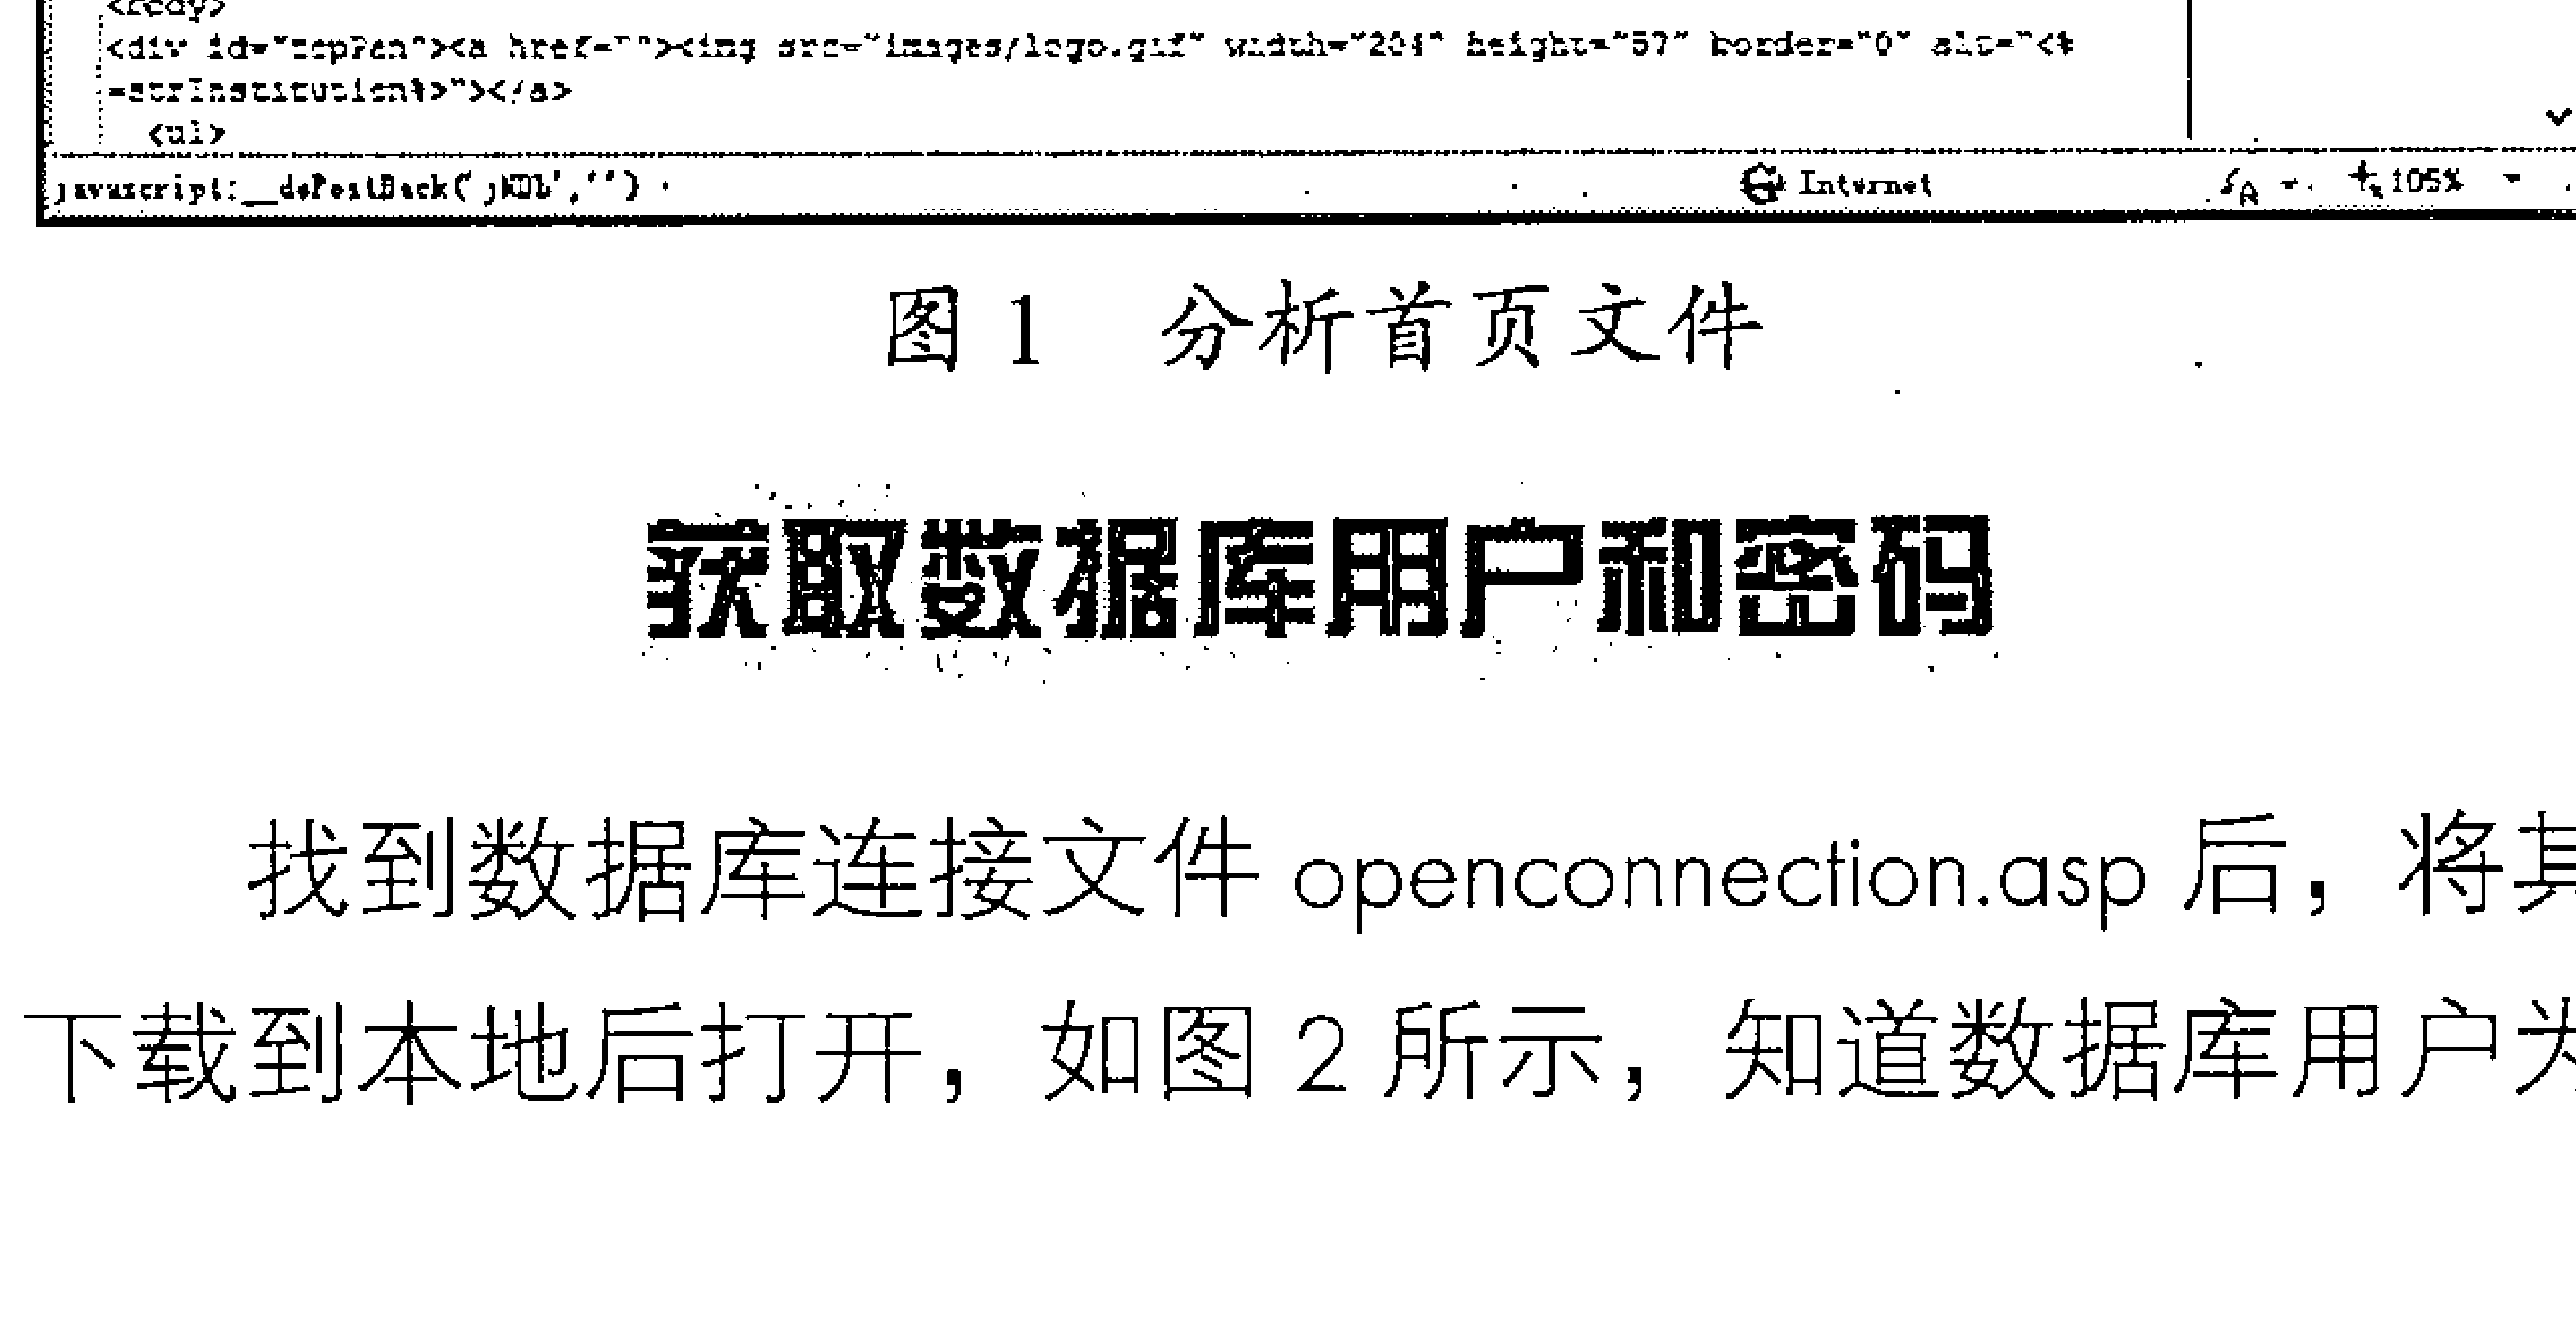 <div id="topPan"><a href=""><img src="images/logo.gif" width="204" height="57" border="0" alt="<%
=strInstitution%>"></a>
<ul>
Internet 105%
图 1 分析首页文件
获取数据库用户和密码
找到数据库连接文件 openconnection.asp 后，将其
下载到本地后打开，如图 2 所示，知道数据库用户为